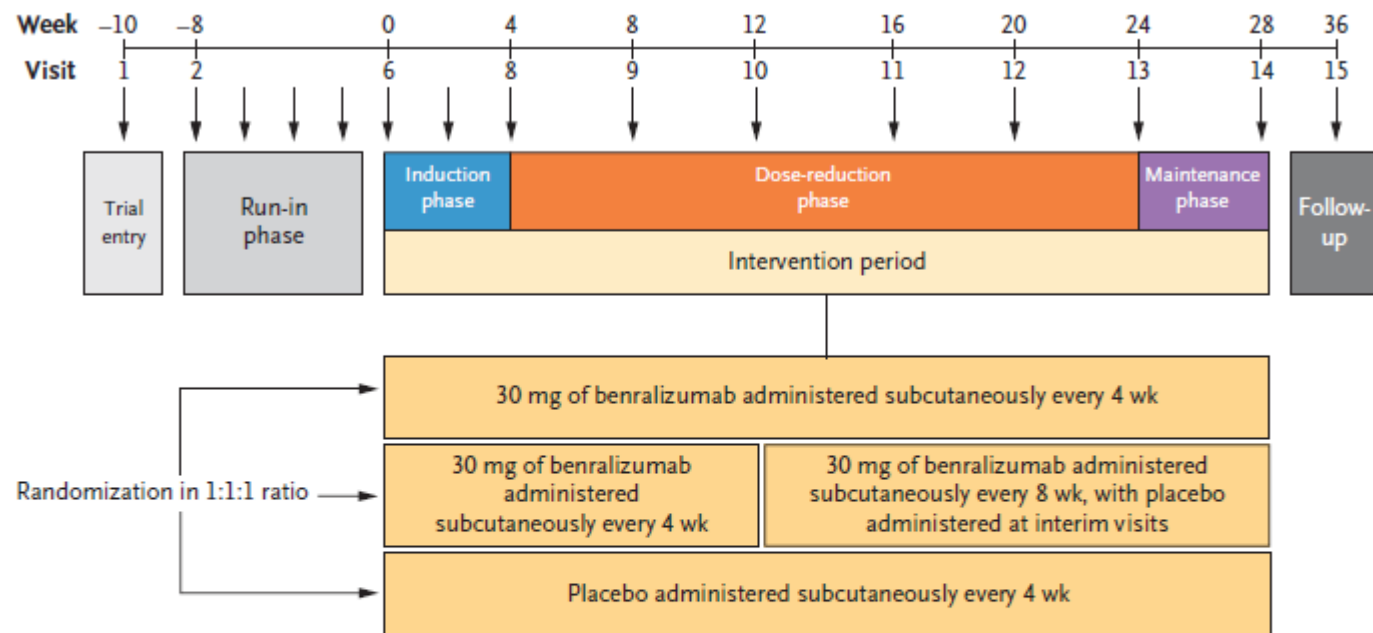 Week –10 –8 0 4 8 12 16 20 24 28 36
Visit 1 2 6 8 9 10 11 12 13 14 15
Trial
entry
Run-in
phase
Induction
phase
Dose-reduction
phase
Maintenance
phase
Follow-
up
Intervention period
Randomization in 1:1:1 ratio
30 mg of benralizumab administered subcutaneously every 4 wk
30 mg of benralizumab
administered
subcutaneously every 4 wk
30 mg of benralizumab administered
subcutaneously every 8 wk, with placebo
administered at interim visits
Placebo administered subcutaneously every 4 wk